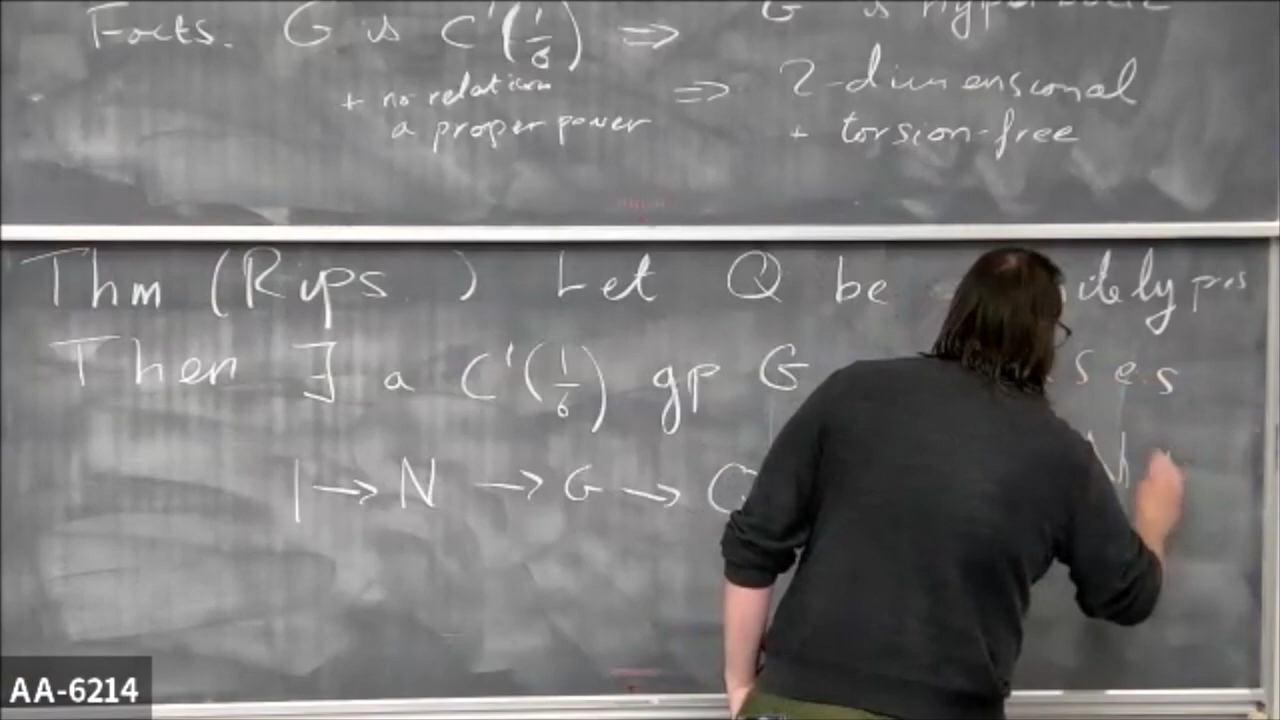 Facts. G is C'(1/6) ⇒ G is Hyperbolic
+ no relation ⇒ 2-dimensional
a proper power + torsion-free
Thm (Rips ) Let Q be itely pres
Then ∃ a C'(1/6) gp G s.e.s
1 → N → G → N
AA-6214